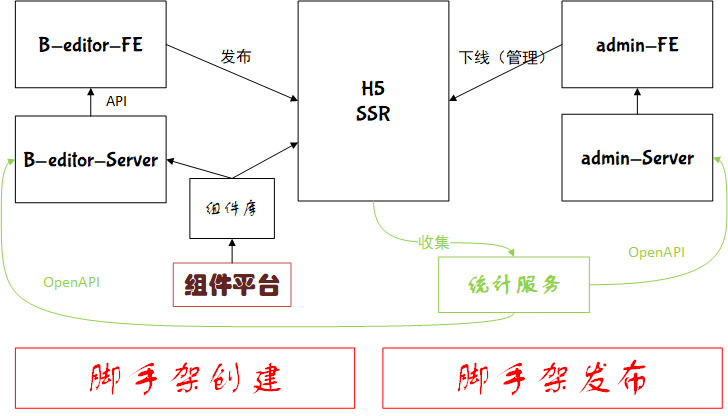 B-editor-FE
发布
H5
SSR
下线（管理）
admin-FE
API
B-editor-Server
admin-Server
组件库
收集
OpenAPI
组件平台
统计服务
OpenAPI
脚手架创建
脚手架发布